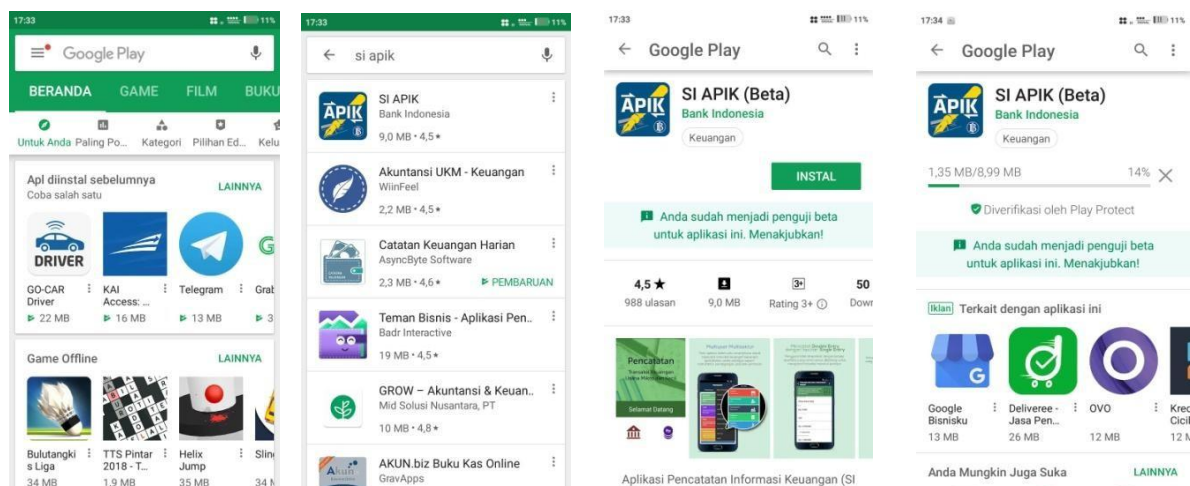 17:33
11%
Google Play
BERANDA GAME FILM BUKU
Untuk Anda Paling Po... Kategori Pilihan Ed... Kelu
Apl diinstal sebelumnya
LAINNYA
Coba salah satu
DRIVER
GO-CAR Driver
22 MB
KAI Access: ...
16 MB
Telegram
13 MB
Grab
3
Game Offline
LAINNYA
Bulutangki s Liga
34 MB
TTS Pintar 2018 - T...
1,9 MB
Helix Jump
35 MB
Sling
34 M
17:33
11%
si apik
APIK
SI APIK
Bank Indonesia
9,0 MB • 4,5★
Akuntansi UKM - Keuangan
WiinFeel
2,2 MB • 4,5★
Catatan Keuangan Harian
AsyncByte Software
2,3 MB • 4,6★
PEMBARUAN
Teman Bisnis - Aplikasi Pen..
Badr Interactive
19 MB • 4,5★
GROW – Akuntansi & Keuan..
Mid Solusi Nusantara, PT
10 MB • 4,8★
Akun
AKUN.biz Buku Kas Online
GravApps
17:33
11%
Google Play
APIK
SI APIK (Beta)
Bank Indonesia
Keuangan
INSTAL
Anda sudah menjadi penguji beta
untuk aplikasi ini. Menakjubkan!
4,5 ★
988 ulasan
9,0 MB
3+
Rating 3+
50
Down
Pencatatan
Transaksi Keuangan
Selamat Datang
Aplikasi Pencatatan Informasi Keuangan (SI
17:34
11%
Google Play
APIK
SI APIK (Beta)
Bank Indonesia
Keuangan
1,35 MB/8,99 MB
14%
Diverifikasi oleh Play Protect
Anda sudah menjadi penguji beta
untuk aplikasi ini. Menakjubkan!
Iklan Terkait dengan aplikasi ini
G
Google Bisnisku
13 MB
Deliveree - Jasa Pen...
26 MB
OVO
12 MB
Kred
Cicil
12 M
Anda Mungkin Juga Suka
LAINNYA